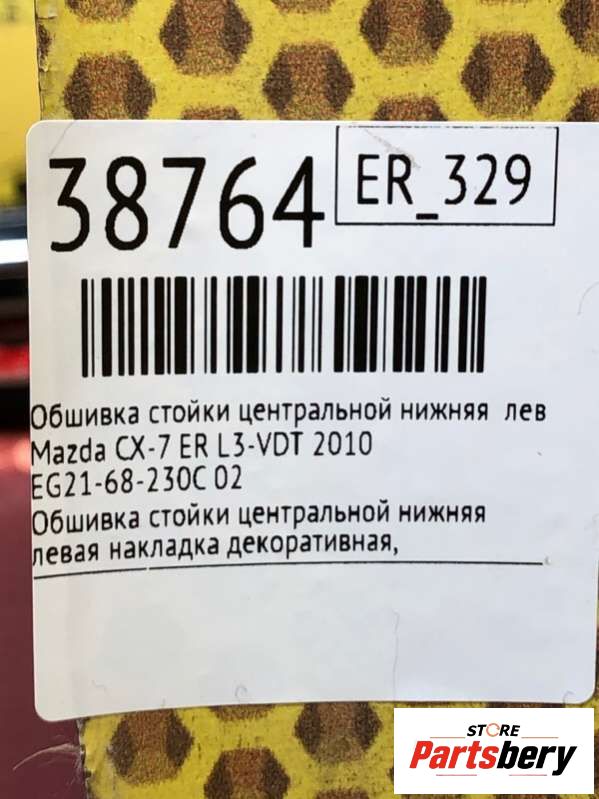 38764
ER_329
Обшивка стойки центральной нижняя лев
Mazda CX-7 ER L3-VDT 2010
EG21-68-230C 02
Обшивка стойки центральной нижняя
левая накладка декоративная,
STORE
Partsbery